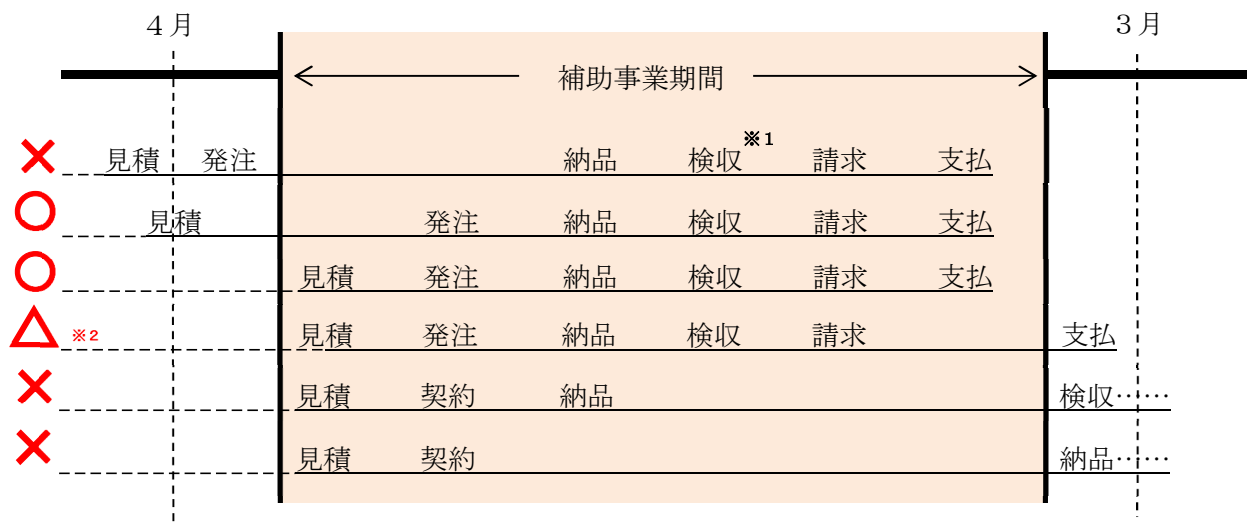 ４月 ３月
補助事業期間
見積 発注 納品 検収※１ 請求 支払
見積 発注 納品 検収 請求 支払
見積 発注 納品 検収 請求 支払
※２ 見積 発注 納品 検収 請求 支払
見積 契約 納品 検収……
見積 契約 納品……